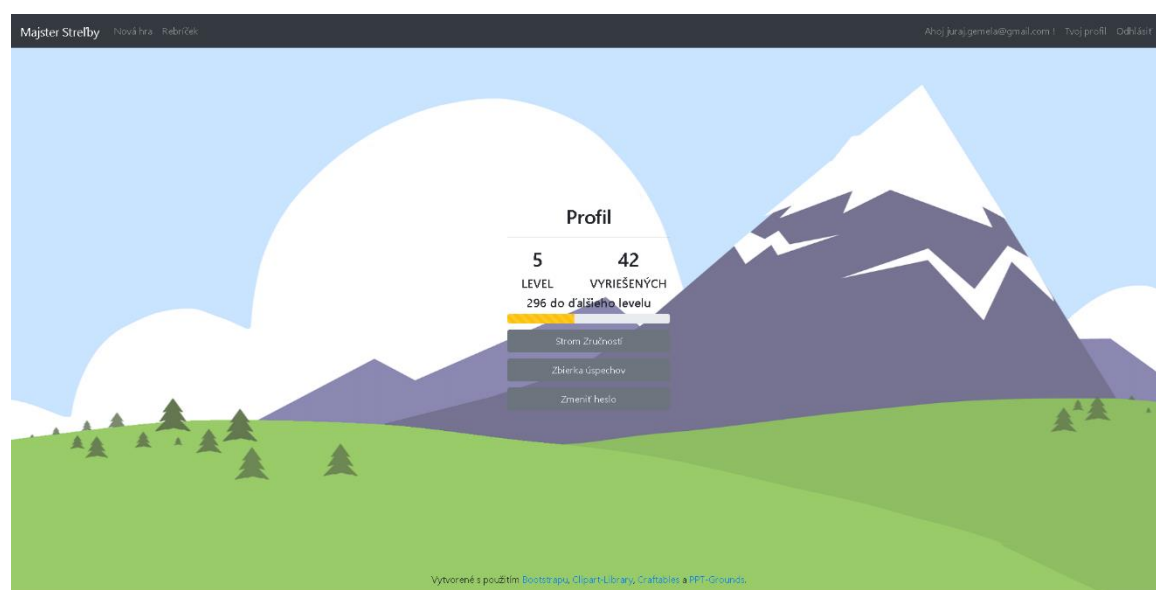 Majster Streľby Nová hra Rebríček Ahoj juraj.gemela@gmail.com ! Tvoj profil Odhlásiť
Profil
5 42
LEVEL VYRIEŠENÝCH
296 do ďalšieho levelu
Strom Zručností
Zbierka úspechov
Zmeniť heslo
Vytvorené s použitím Bootstrapu, Clipart-Library, Craftables a PPT-Grounds.